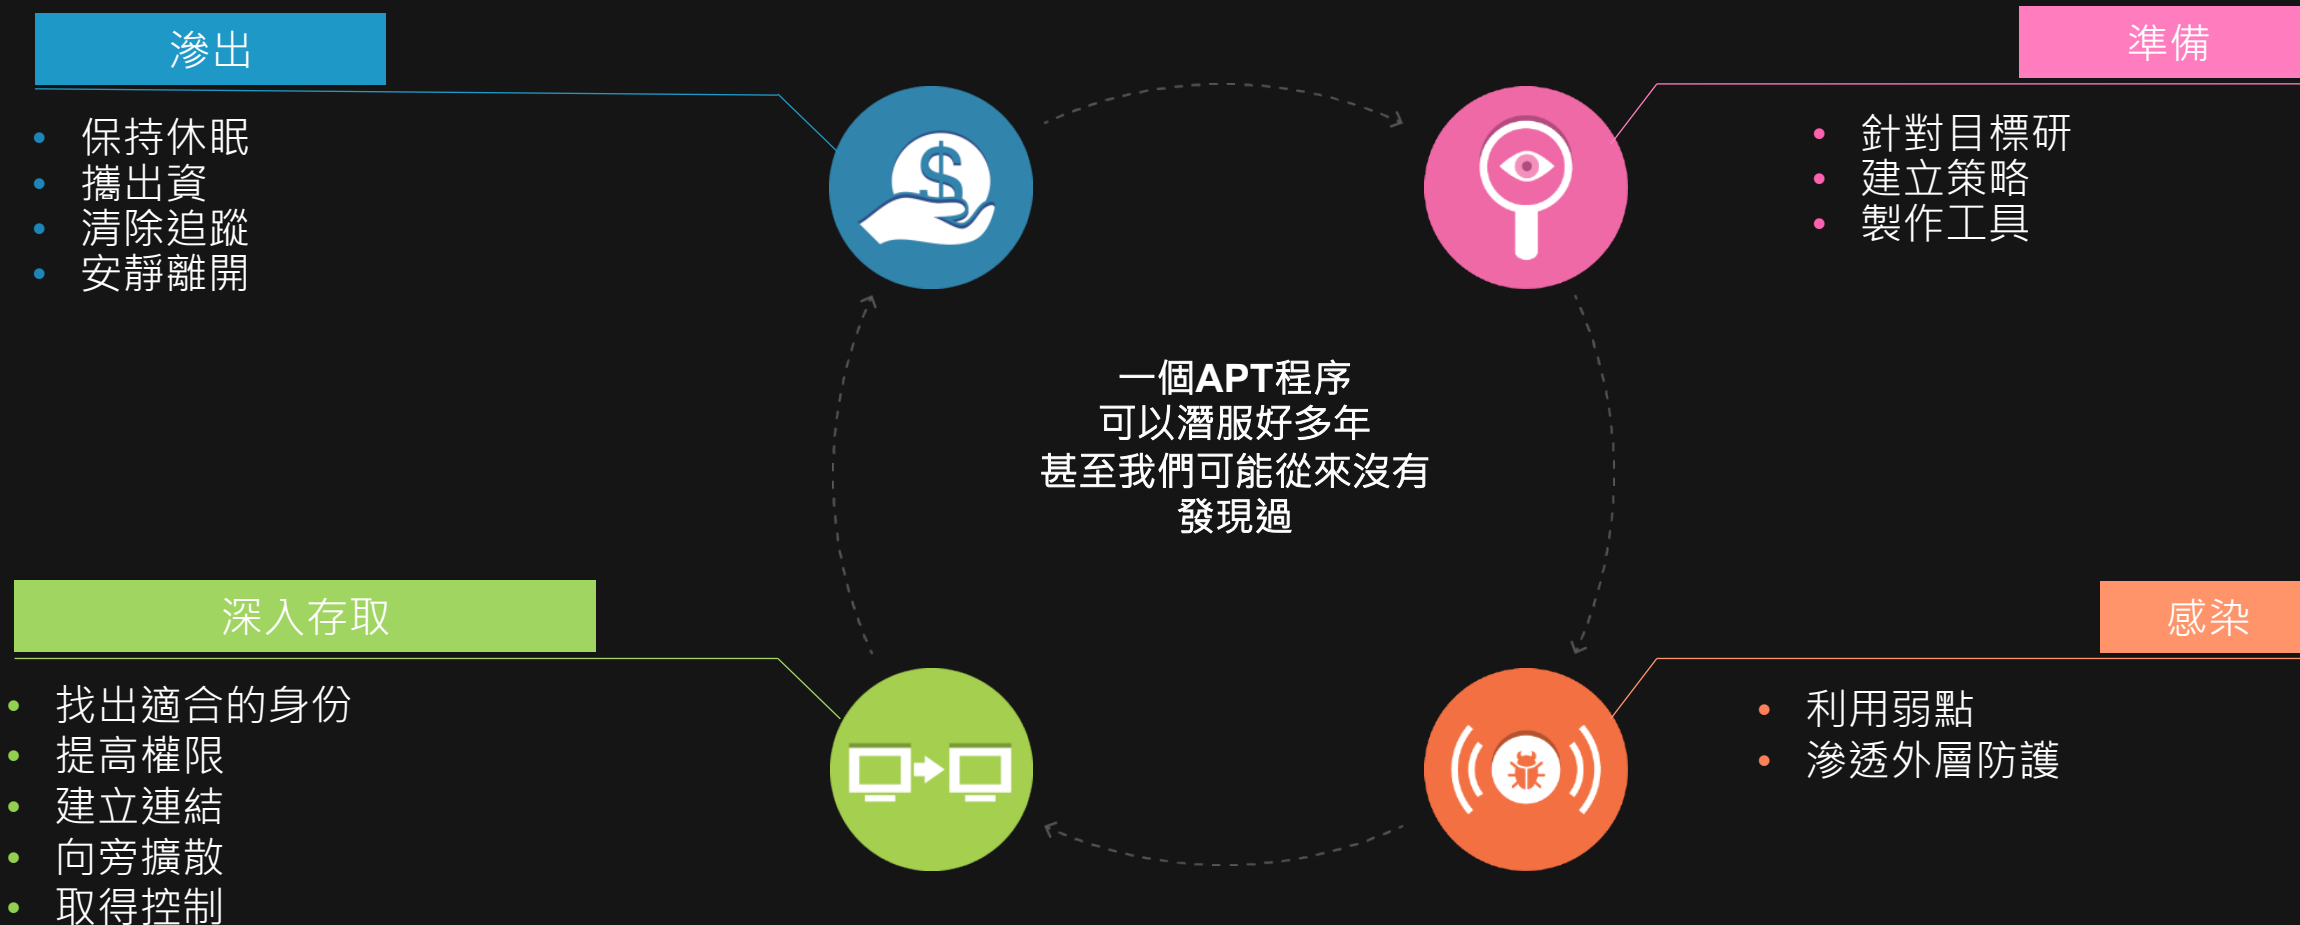 滲出
• 保持休眠
• 攜出資
• 清除追蹤
• 安靜離開
準備
• 針對目標研
• 建立策略
• 製作工具
$
一個APT程序
可以潛服好多年
甚至我們可能從來沒有
發現過
深入存取
• 找出適合的身份
• 提高權限
• 建立連結
• 向旁擴散
• 取得控制
感染
• 利用弱點
• 滲透外層防護